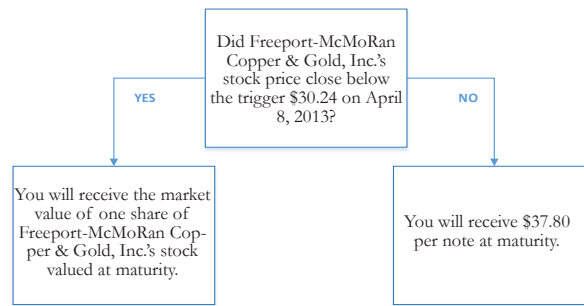 Did Freeport-McMoRan
Copper & Gold, Inc.'s
stock price close below
the trigger $30.24 on April
8, 2013?
YES
NO
You will receive the market
value of one share of
Freeport-McMoRan Cop-
per & Gold, Inc.'s stock
valued at maturity.
You will receive $37.80
per note at maturity.